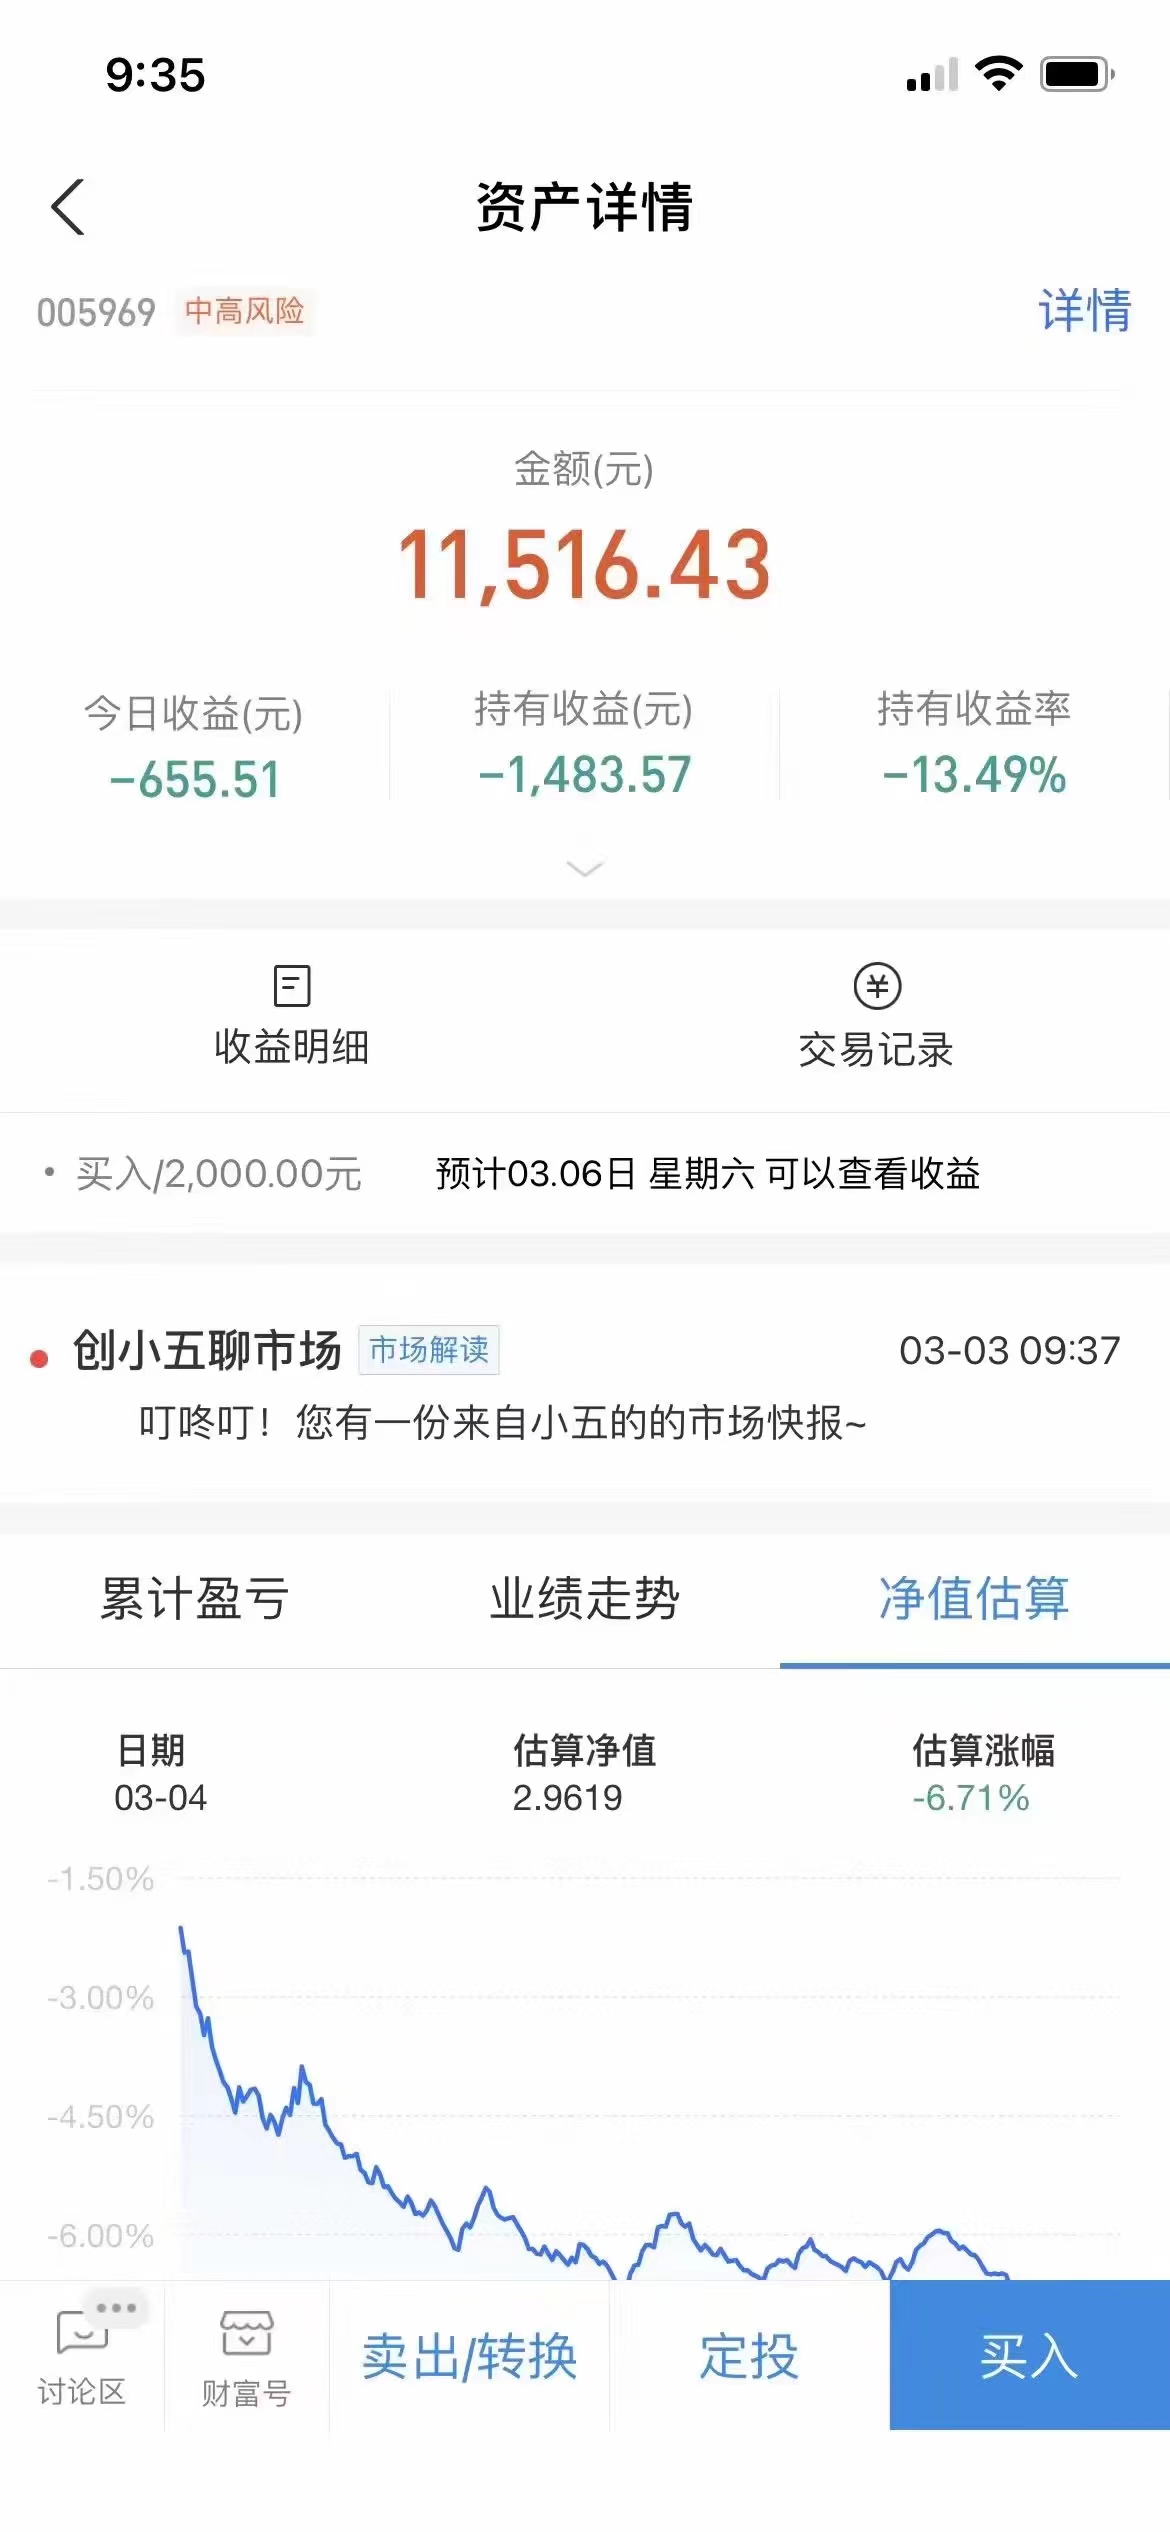 9:35
资产详情
005969 中高风险 详情
金额(元)
11,516.43
今日收益(元) 持有收益(元) 持有收益率
-655.51 -1,483.57 -13.49%
收益明细 交易记录
· 买入/2,000.00元 预计03.06日 星期六 可以查看收益
创小五聊市场 市场解读 03-03 09:37
叮咚叮！您有一份来自小五的的市场快报~
累计盈亏 业绩走势 净值估算
日期 估算净值 估算涨幅
03-04 2.9619 -6.71%
-1.50%
-3.00%
-4.50%
-6.00%
讨论区 财富号 卖出/转换 定投 买入